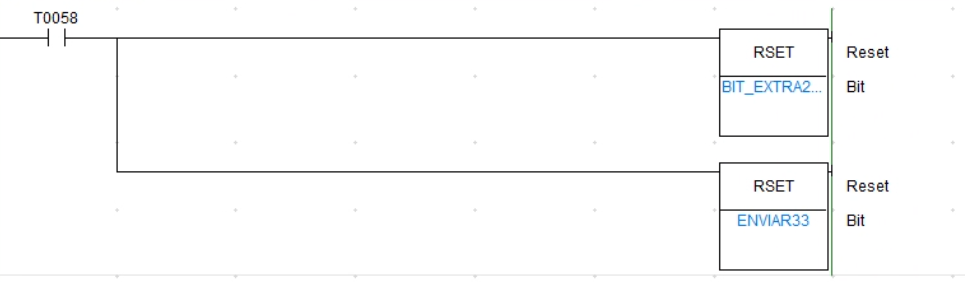 T0058
RSET
Reset
BIT_EXTRA2...
Bit
RSET
Reset
ENVIAR33
Bit